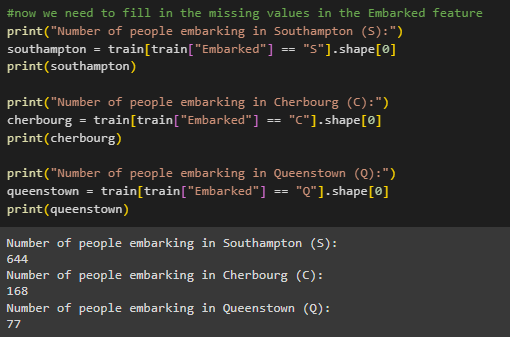 #now we need to fill in the missing values in the Embarked feature
print("Number of people embarking in Southampton (S):")
southampton = train[train["Embarked"] == "S"].shape[0]
print(southampton)
print("Number of people embarking in Cherbourg (C):")
cherbourg = train[train["Embarked"] == "C"].shape[0]
print(cherbourg)
print("Number of people embarking in Queenstown (Q):")
queenstown = train[train["Embarked"] == "Q"].shape[0]
print(queenstown)
Number of people embarking in Southampton (S):
644
Number of people embarking in Cherbourg (C):
168
Number of people embarking in Queenstown (Q):
77